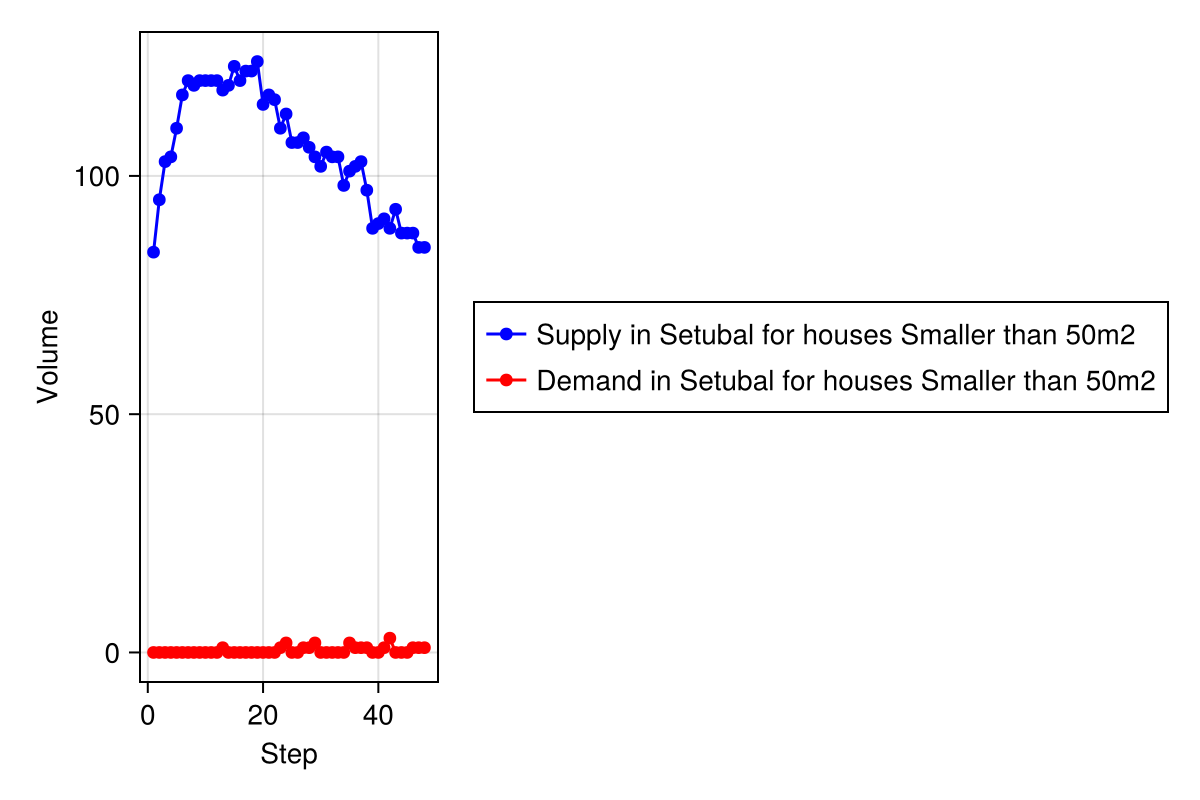 100
50
0
Volume
0 20 40
Step
Supply in Setubal for houses Smaller than 50m2
Demand in Setubal for houses Smaller than 50m2